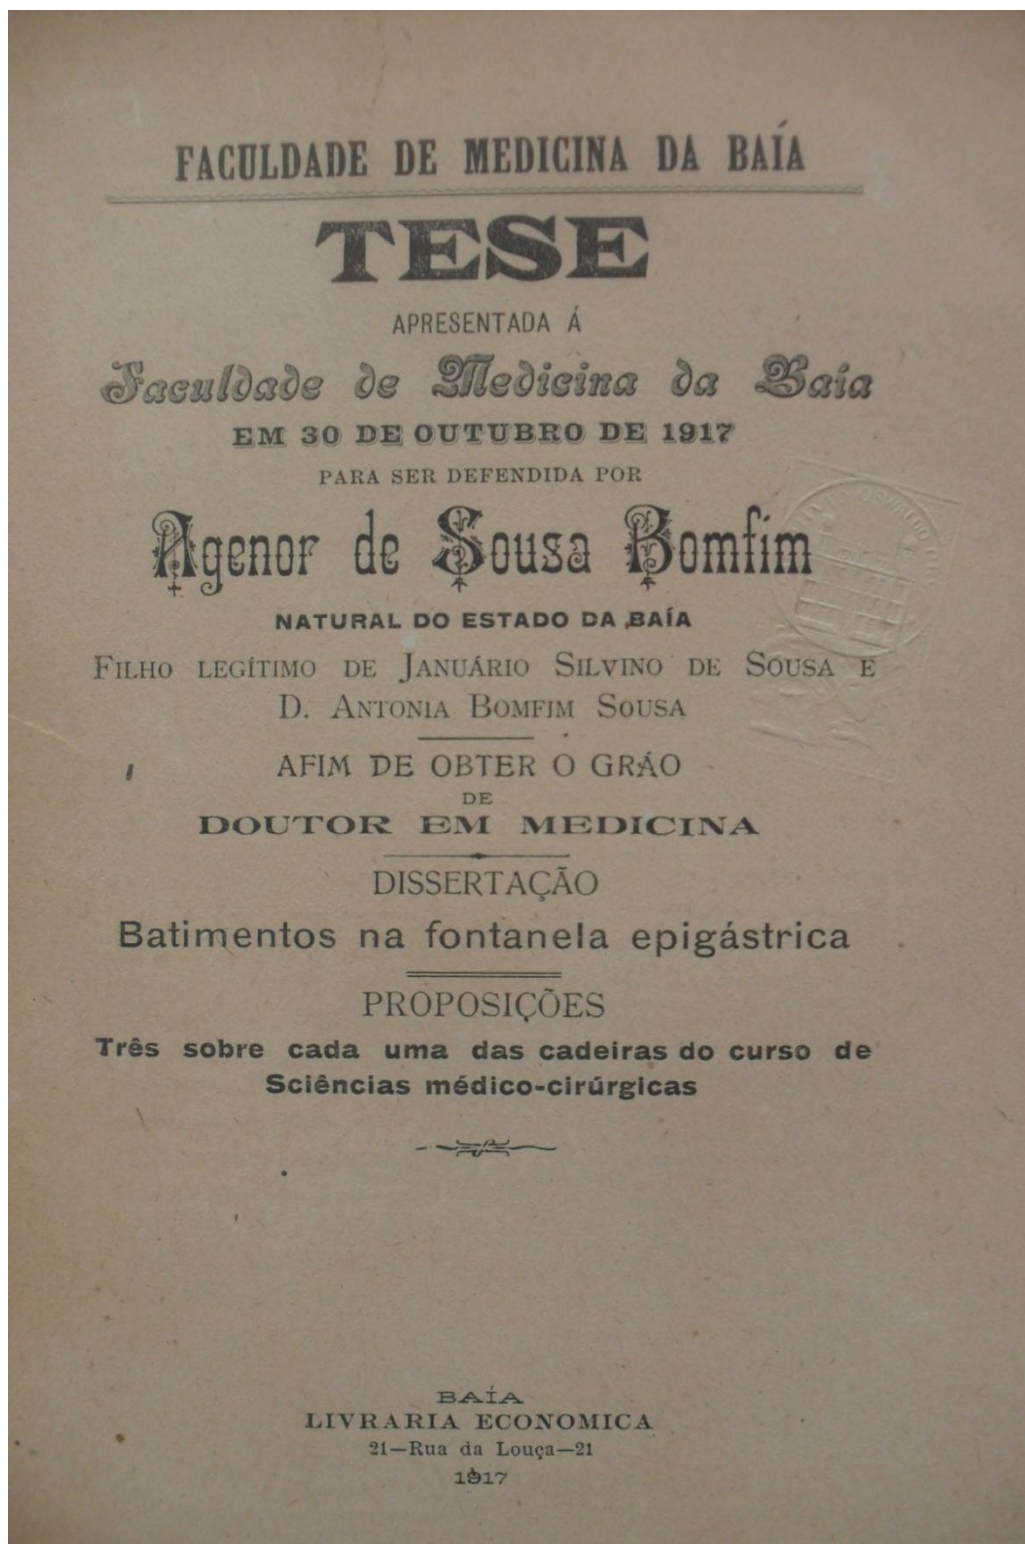 FACULDADE DE MEDICINA DA BAÍA
TESE
APRESENTADA Á
Faculdade de Medicina da Baía
EM 30 DE OUTUBRO DE 1917
PARA SER DEFENDIDA POR
Agenor de Sousa Bomfim
NATURAL DO ESTADO DA BAÍA
FILHO LEGÍTIMO DE JANUÁRIO SILVINO DE SOUSA E
D. ANTONIA BOMFIM SOUSA
AFIM DE OBTER O GRÁO
DE
DOUTOR EM MEDICINA
DISSERTAÇÃO
Batimentos na fontanela epigástrica
PROPOSIÇÕES
Três sobre cada uma das cadeiras do curso de
Sciências médico-cirúrgicas
BAÍA
LIVRARIA ECONOMICA
21—Rua da Louça—21
1917